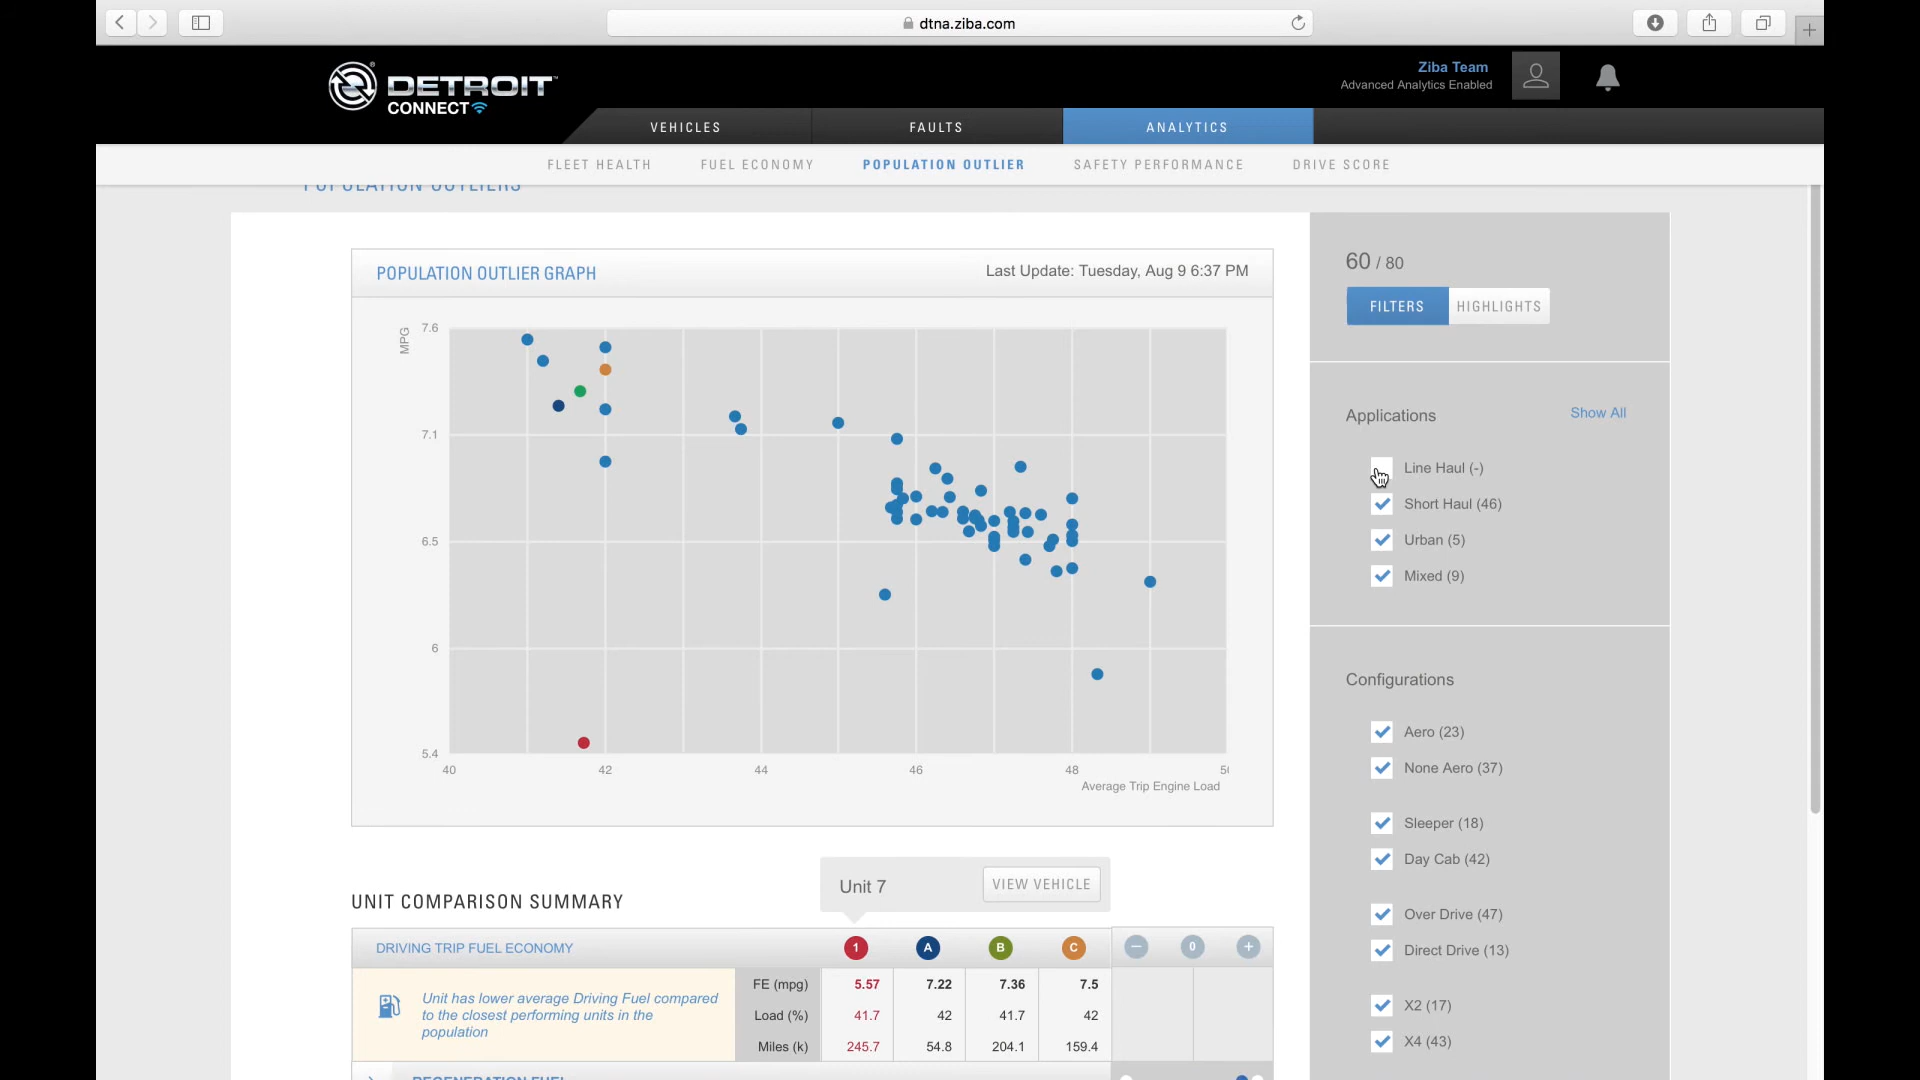 dtna.ziba.com
DETROIT
CONNECT
Ziba Team
Advanced Analytics Enabled
VEHICLES
FAULTS
ANALYTICS
FLEET HEALTH
FUEL ECONOMY
POPULATION OUTLIER
SAFETY PERFORMANCE
DRIVE SCORE
POPULATION OUTLIERS
POPULATION OUTLIER GRAPH
Last Update: Tuesday, Aug 9 6:37 PM
MPG
7.6
7.1
6.5
6
5.4
40 42 44 46 48
Average Trip Engine Load
60 / 80
FILTERS
HIGHLIGHTS
Applications
Show All
Line Haul (-)
Short Haul (46)
Urban (5)
Mixed (9)
Configurations
Aero (23)
None Aero (37)
Sleeper (18)
Day Cab (42)
Over Drive (47)
Direct Drive (13)
X2 (17)
X4 (43)
UNIT COMPARISON SUMMARY
Unit 7
VIEW VEHICLE
DRIVING TRIP FUEL ECONOMY
1 A B C − 0 +
Unit has lower average Driving Fuel compared
to the closest performing units in the
population
FE (mpg) 5.57 7.22 7.36 7.5
Load (%) 41.7 42 41.7 42
Miles (k) 245.7 54.8 204.1 159.4
REGENERATION FUEL